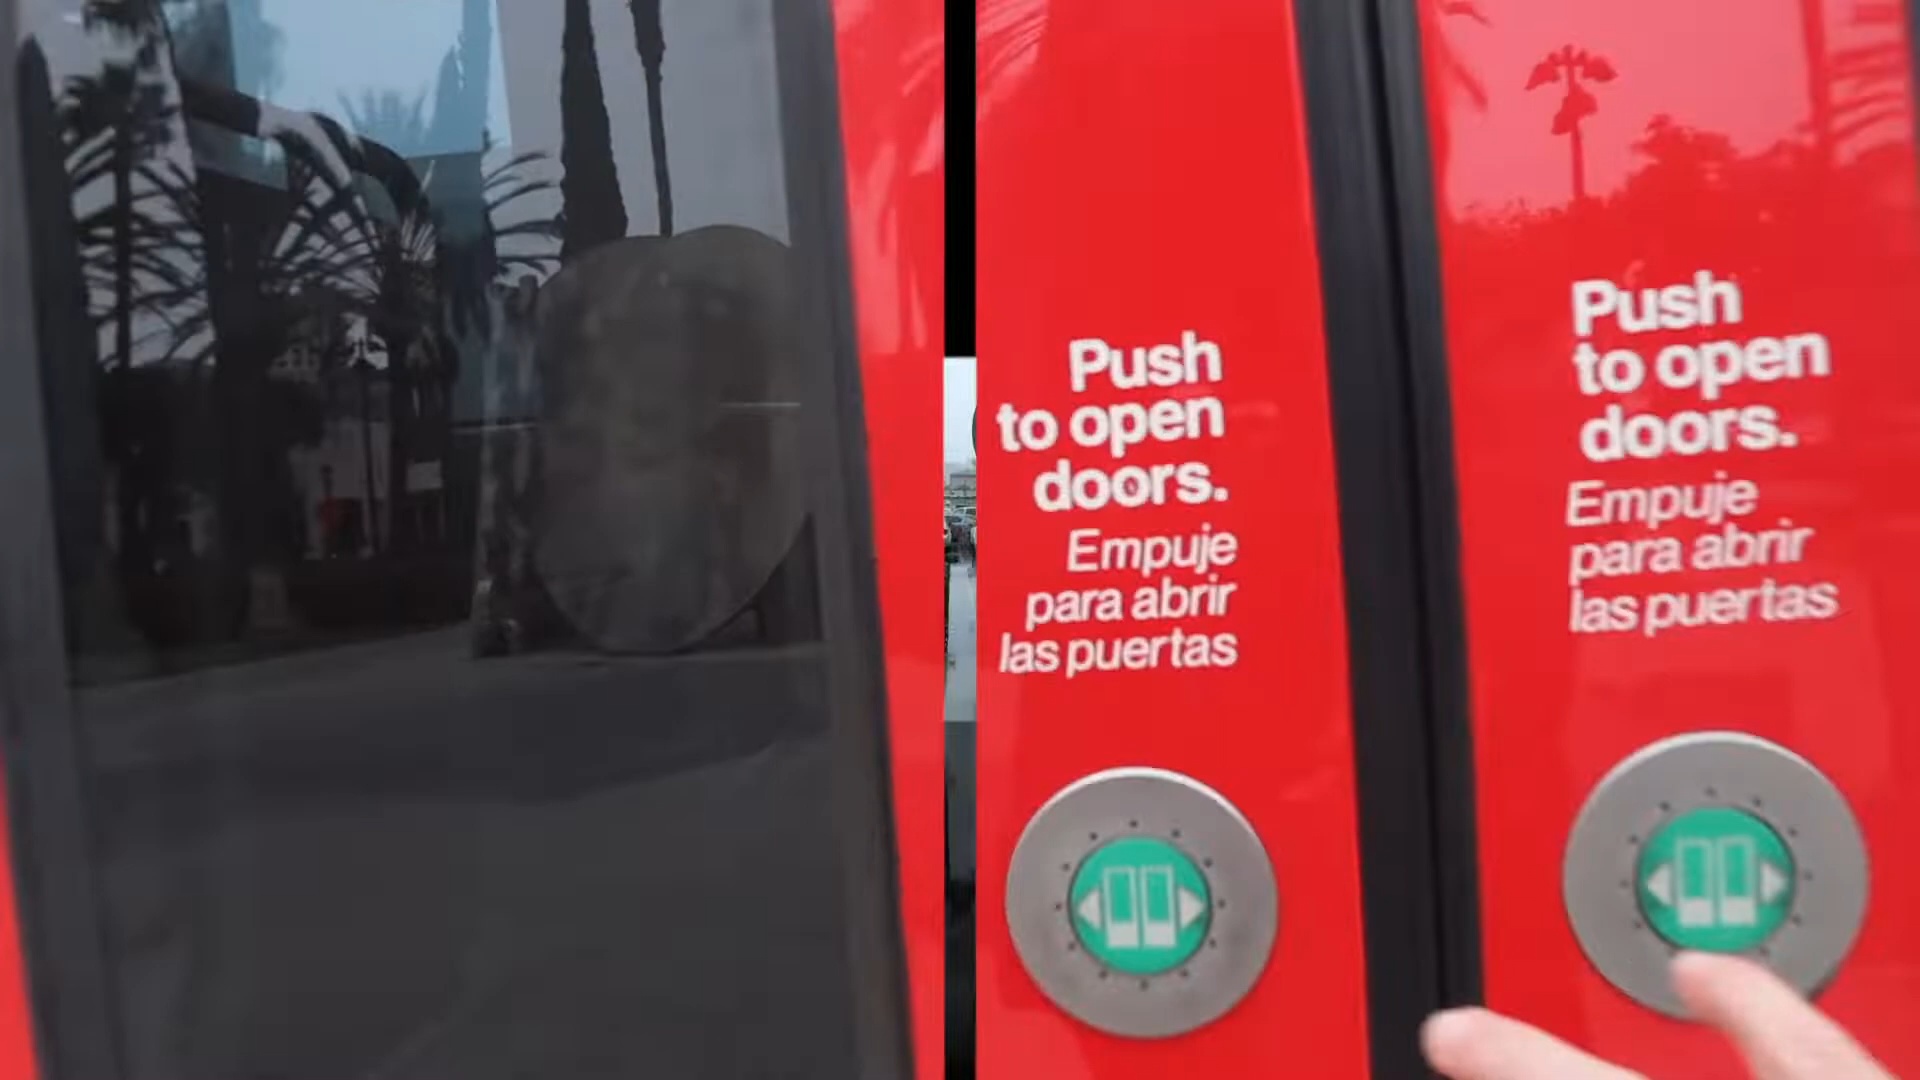 Push
to open
doors.
Empuje
para abrir
las puertas
Push
to open
doors.
Empuje
para abrir
las puertas